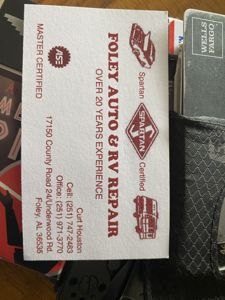 Spartan
SPARTAN
Certified
FOLEY AUTO & RV REPAIR
OVER 20 YEARS EXPERIENCE
ASE
MASTER CERTIFIED
Curt Houston
Cell: (251) 747-2483
Office: (251) 971-3770
17150 County Road 24/Underwood Rd.
Foley, AL 36535
WELLS
FARGO